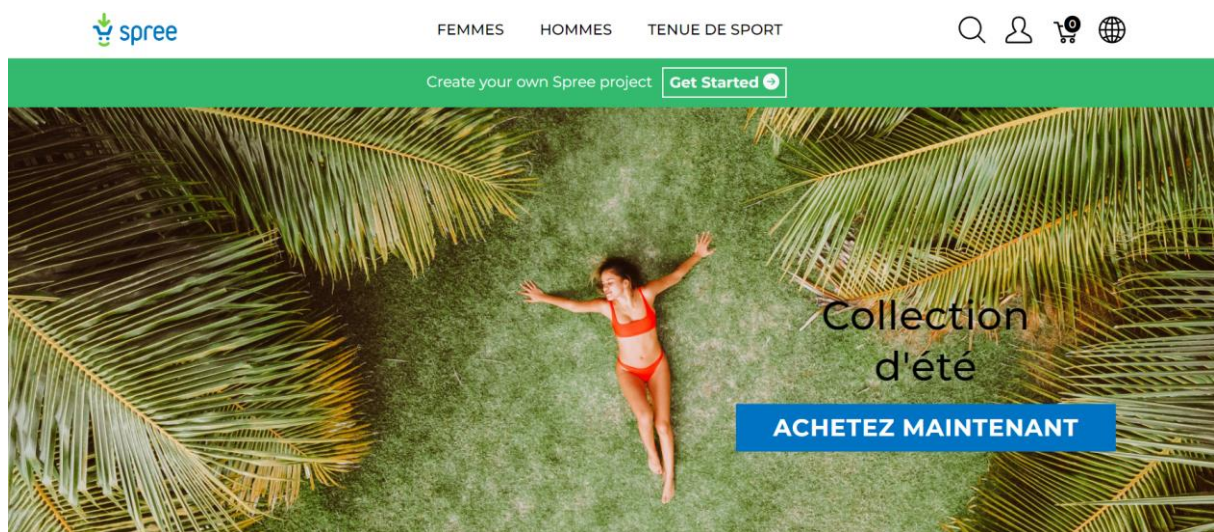 spree
FEMMES HOMMES TENUE DE SPORT
0
Create your own Spree project Get Started
Collection
d'été
ACHETEZ MAINTENANT